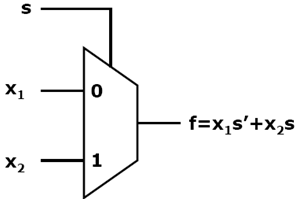 s
x₁ 0
f=x₁s′+x₂s
x₂ 1